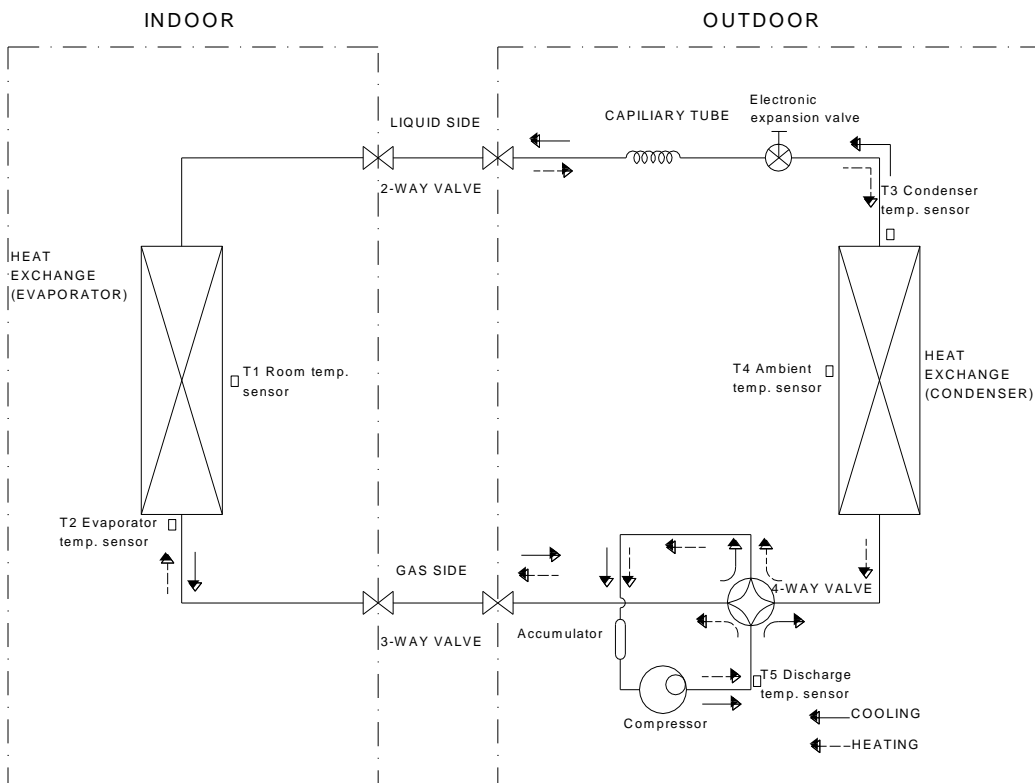 INDOOR
OUTDOOR
LIQUID SIDE
CAPILIARY TUBE
Electronic
expansion valve
2-WAY VALVE
T3 Condenser
temp. sensor
HEAT
EXCHANGE
(EVAPORATOR)
T1 Room temp.
sensor
T4 Ambient
temp. sensor
HEAT
EXCHANGE
(CONDENSER)
T2 Evaporator
temp. sensor
GAS SIDE
4-WAY VALVE
3-WAY VALVE
Accumulator
T5 Discharge
temp. sensor
Compressor
COOLING
HEATING